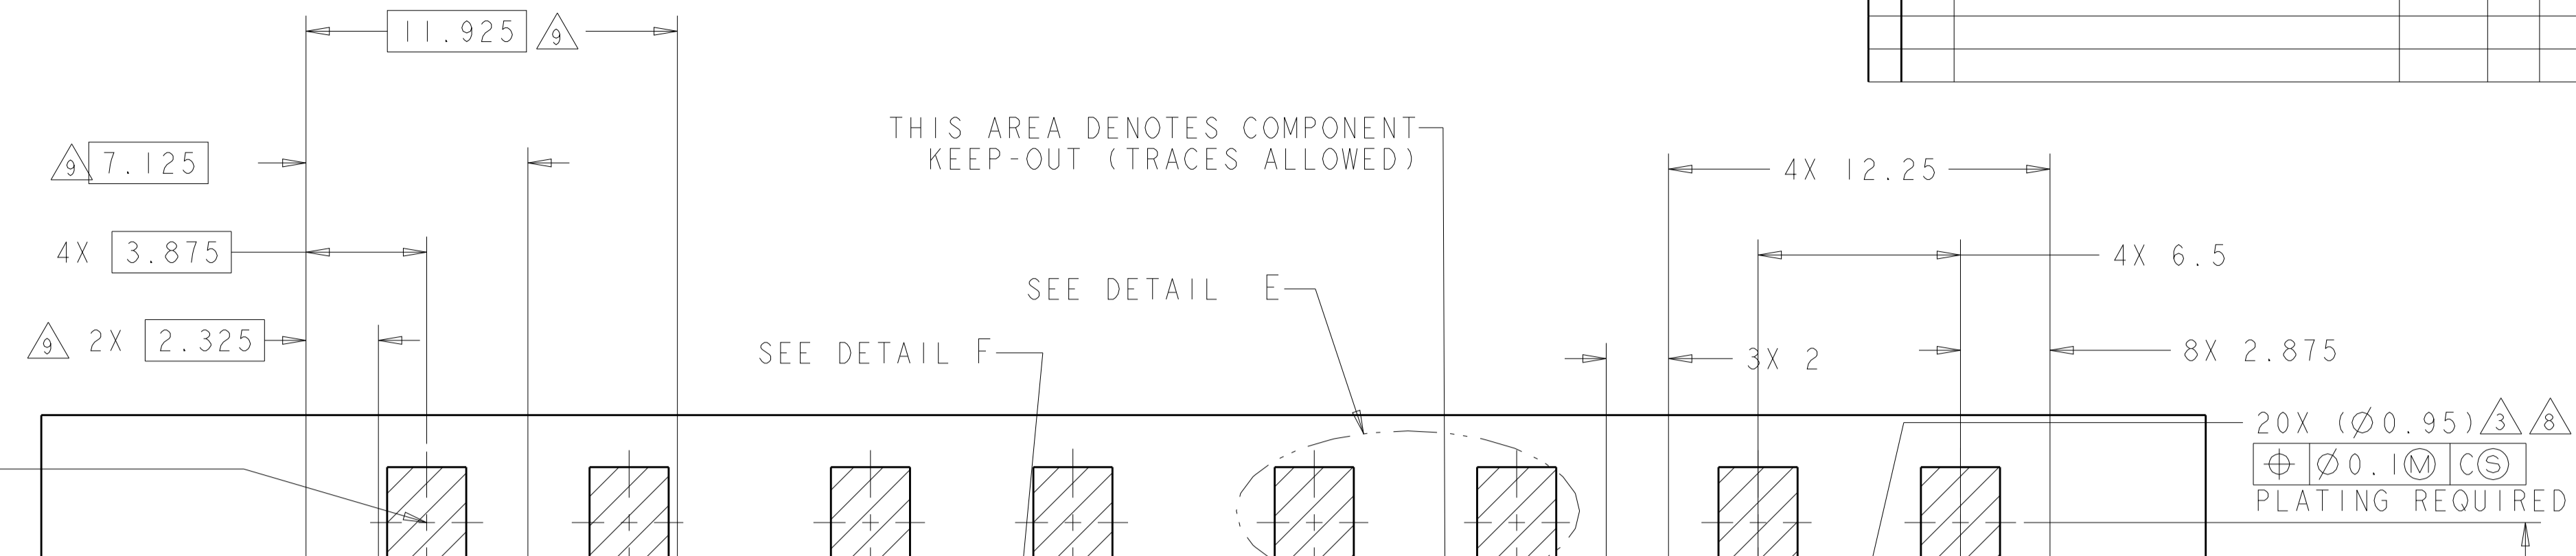 11.925 9
THIS AREA DENOTES COMPONENT
KEEP-OUT (TRACES ALLOWED)
9 7.125
4X 12.25
4X 3.875
4X 6.5
SEE DETAIL E
9 2X 2.325
SEE DETAIL F
3X 2
8X 2.875
20X (Ø0.95) 3 8
⌖ Ø0.1Ⓜ CⓈ
PLATING REQUIRED